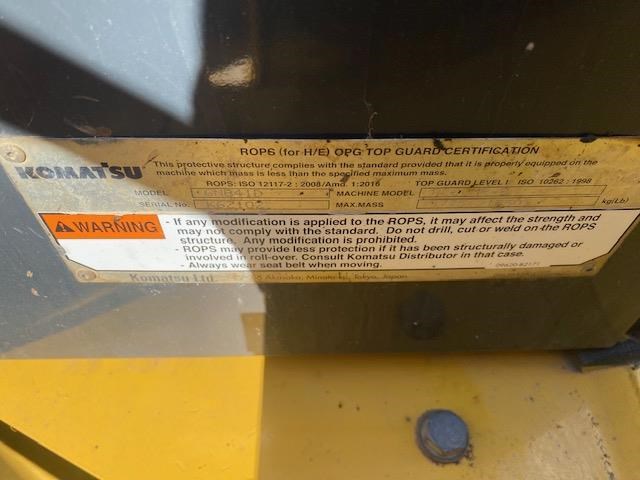 ROPS (for H/E) OPG TOP GUARD CERTIFICATION
KOMATSU
This protective structure complies with the standard provided that it is properly equipped on the
machine which mass is less than the specified maximum mass.
ROPS: ISO 12117-2 : 2008/Amd. 1:2016 TOP GUARD LEVEL I: ISO 10262 : 1998
MODEL MACHINE MODEL
SERIAL No. MAX.MASS kg(Lb)
WARNING
- If any modification is applied to the ROPS, it may affect the strength and
may not comply with the standard. Do not drill, cut or weld on the ROPS
structure. Any modification is prohibited.
- ROPS may provide less protection if it has been structurally damaged or
involved in roll-over. Consult Komatsu Distributor in that case.
- Always wear seat belt when moving.
09620-B2171
Komatsu Ltd. Akasaka, Minato Tokyo, Japan